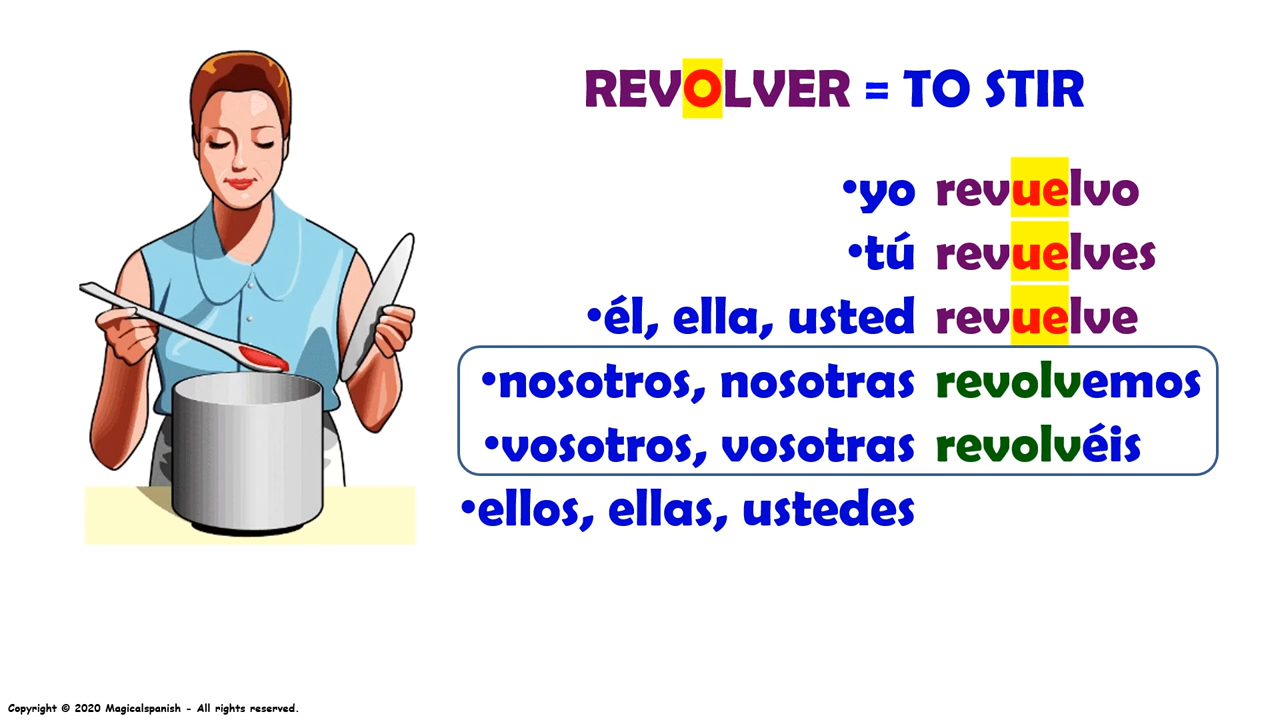 REVOLVER = TO STIR
•yo revuelvo
•tú revuelves
•él, ella, usted revuelve
•nosotros, nosotras revolvemos
•vosotros, vosotras revolvéis
•ellos, ellas, ustedes
Copyright © 2020 Magicalspanish - All rights reserved.